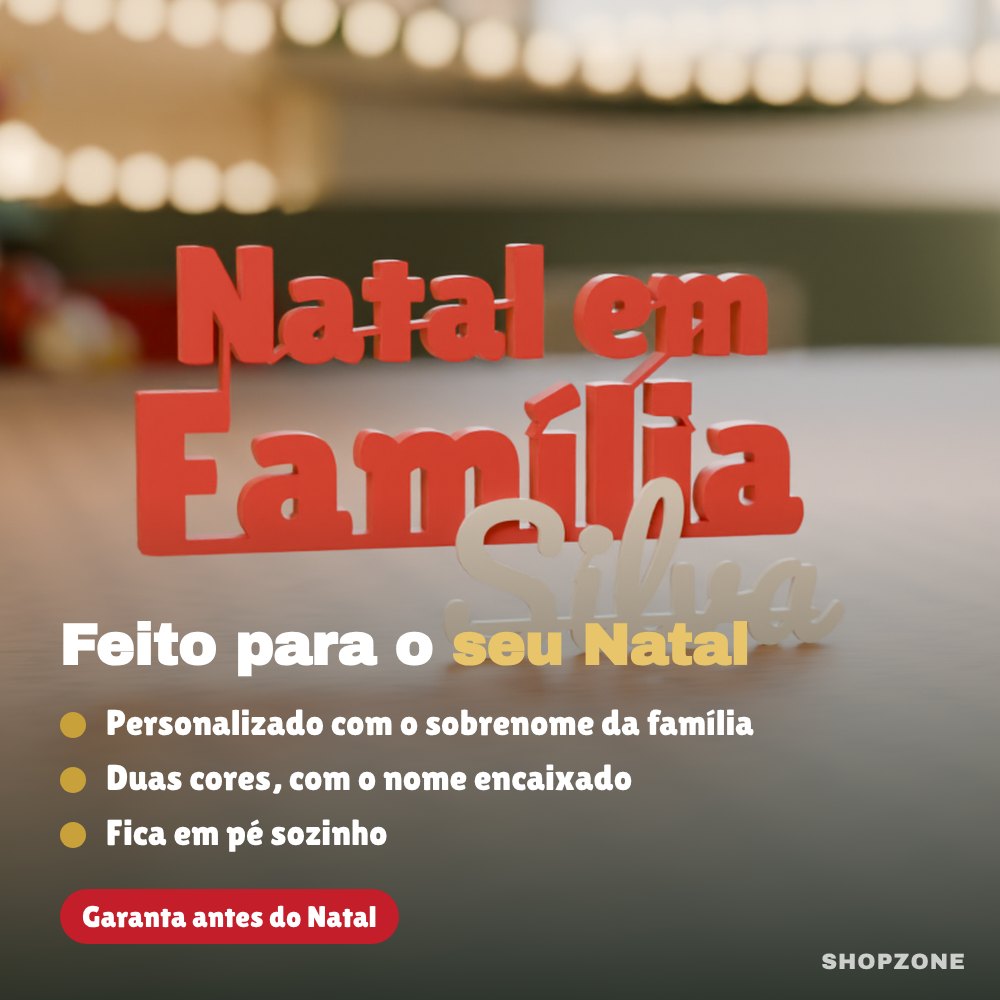 Natal em
Família
Silva
Feito para o seu Natal
Personalizado com o sobrenome da família
Duas cores, com o nome encaixado
Fica em pé sozinho
Garanta antes do Natal
SHOPZONE